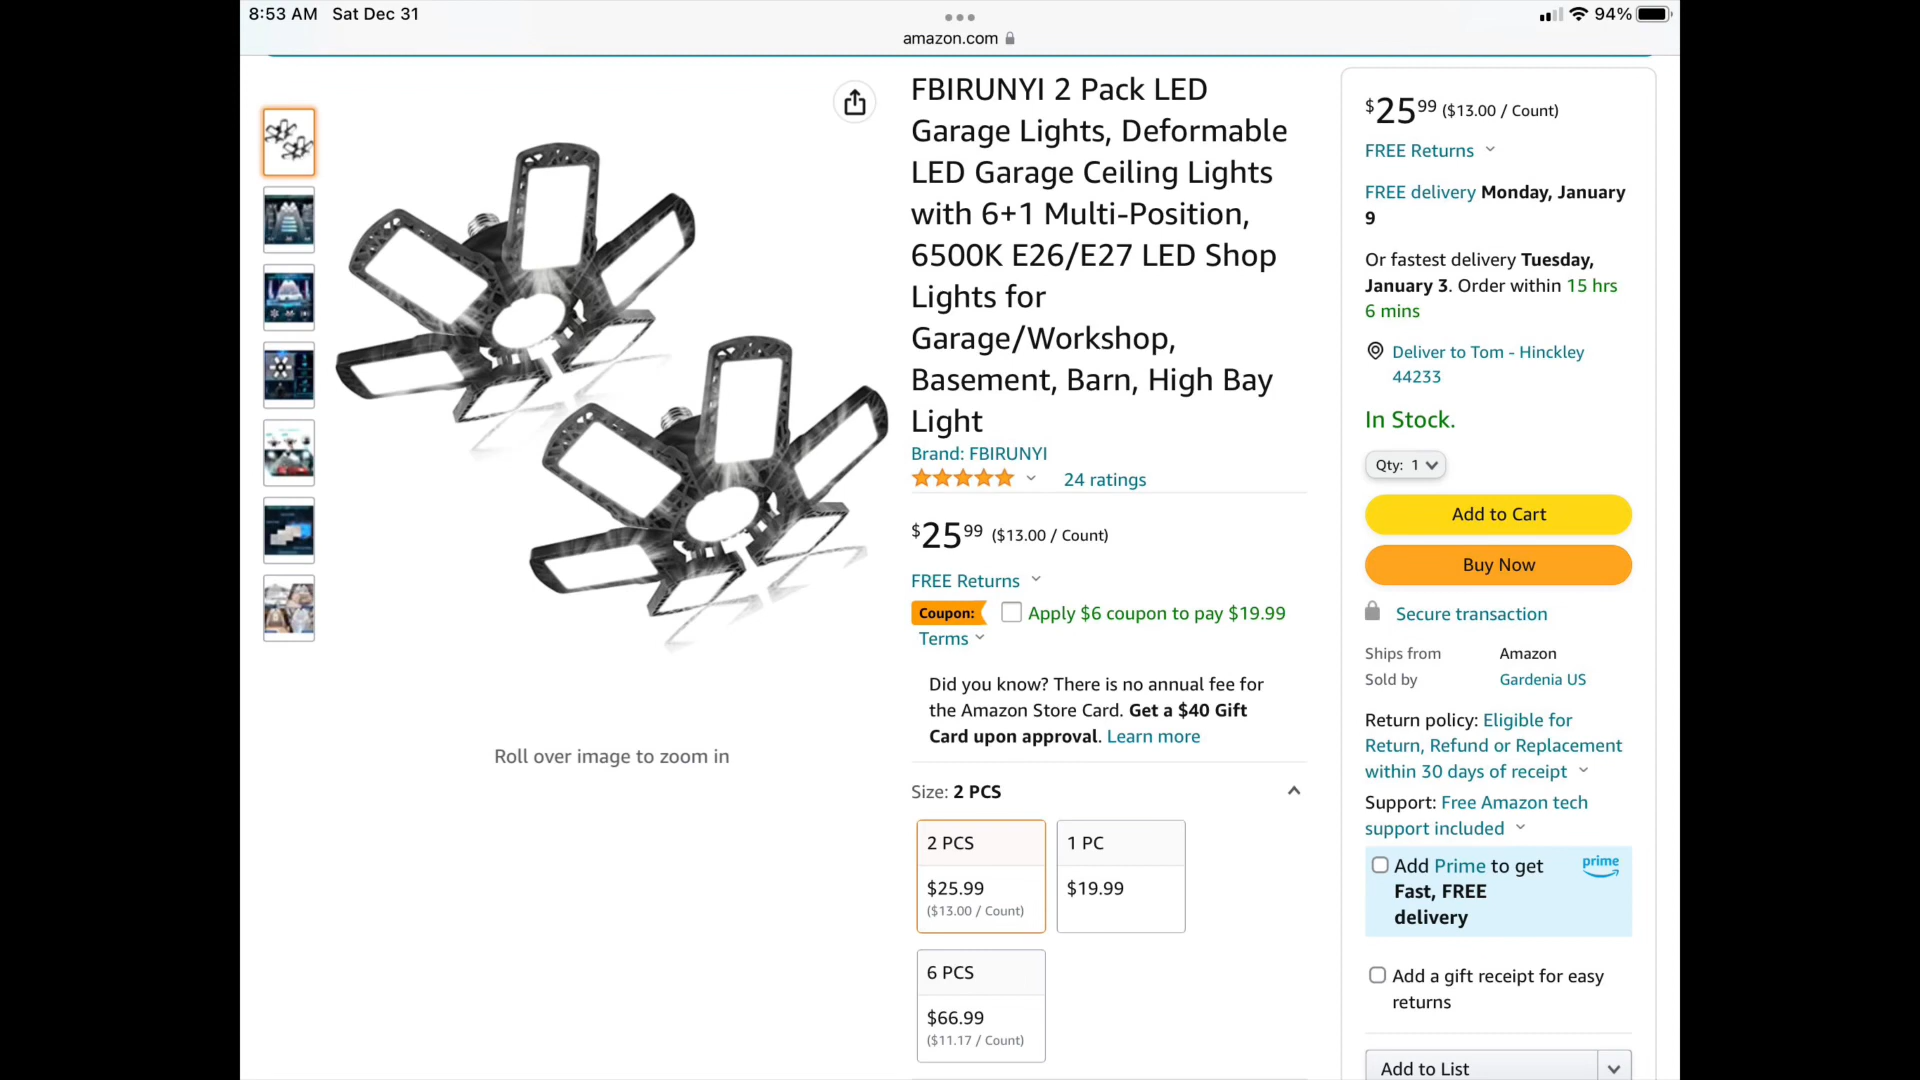 8:53 AM Sat Dec 31
94%
amazon.com
FBIRUNYI 2 Pack LED
Garage Lights, Deformable
LED Garage Ceiling Lights
with 6+1 Multi-Position,
6500K E26/E27 LED Shop
Lights for
Garage/Workshop,
Basement, Barn, High Bay
Light
Brand: FBIRUNYI
24 ratings
$25.99 ($13.00 / Count)
FREE Returns
Coupon: Apply $6 coupon to pay $19.99
Terms
Did you know? There is no annual fee for
the Amazon Store Card. Get a $40 Gift
Card upon approval. Learn more
Size: 2 PCS
2 PCS
$25.99
($13.00 / Count)
1 PC
$19.99
6 PCS
$66.99
($11.17 / Count)
Roll over image to zoom in
$25.99 ($13.00 / Count)
FREE Returns
FREE delivery Monday, January
9
Or fastest delivery Tuesday,
January 3. Order within 15 hrs
6 mins
Deliver to Tom - Hinckley
44233
In Stock.
Qty: 1
Add to Cart
Buy Now
Secure transaction
Ships from Amazon
Sold by Gardenia US
Return policy: Eligible for
Return, Refund or Replacement
within 30 days of receipt
Support: Free Amazon tech
support included
Add Prime to get
Fast, FREE
delivery
prime
Add a gift receipt for easy
returns
Add to List